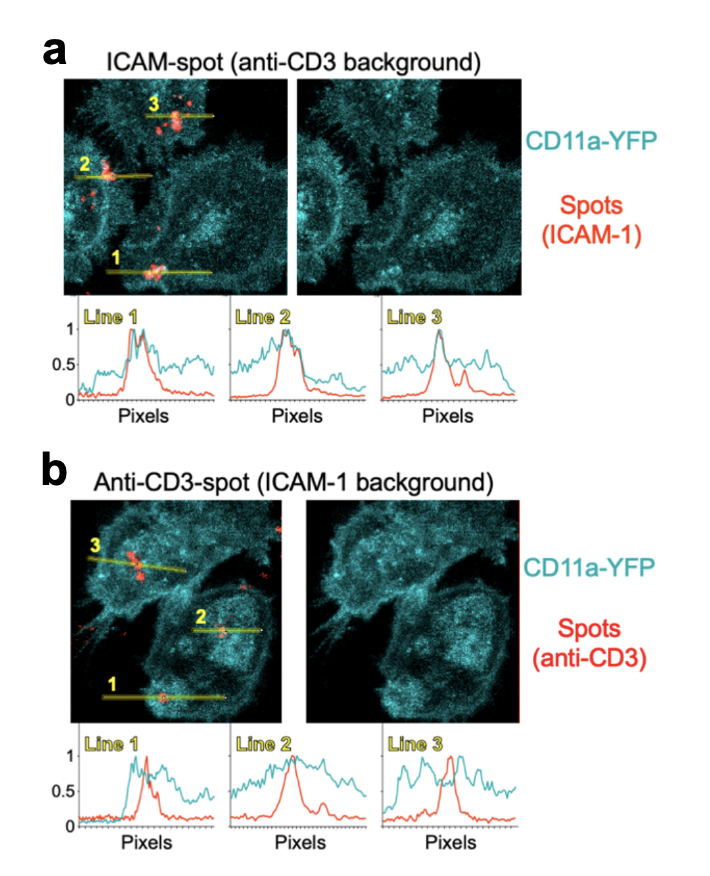 a
ICAM-spot (anti-CD3 background)
3
2
1
CD11a-YFP
Spots
(ICAM-1)
Line 1
Line 2
Line 3
1
0.5
0
Pixels
Pixels
Pixels
b
Anti-CD3-spot (ICAM-1 background)
3
2
1
CD11a-YFP
Spots
(anti-CD3)
Line 1
Line 2
Line 3
1
0.5
0
Pixels
Pixels
Pixels